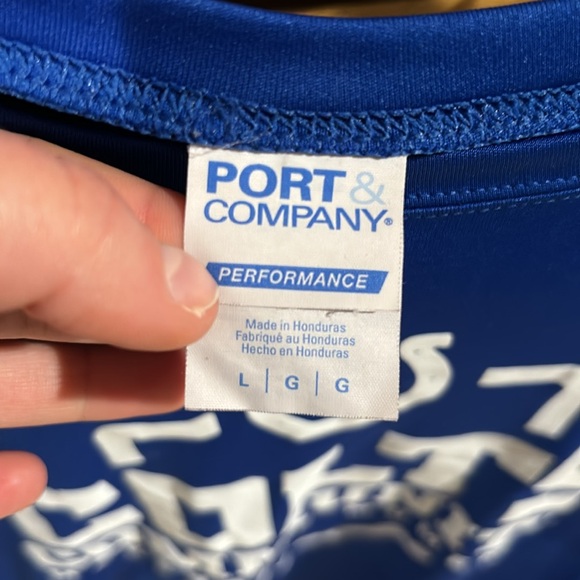 PORT &
COMPANY®
PERFORMANCE
Made in Honduras
Fabriqué au Honduras
Hecho en Honduras
L | G | G